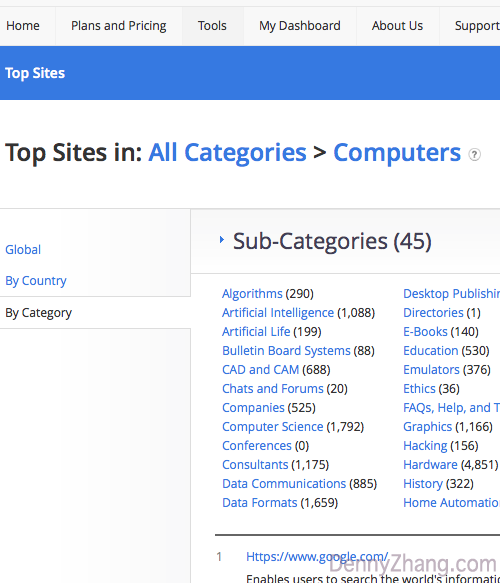 Home Plans and Pricing Tools My Dashboard About Us Support
Top Sites
Top Sites in: All Categories > Computers ?
Global
By Country
By Category
Sub-Categories (45)
Algorithms (290)
Artificial Intelligence (1,088)
Artificial Life (199)
Bulletin Board Systems (88)
CAD and CAM (688)
Chats and Forums (20)
Companies (525)
Computer Science (1,792)
Conferences (0)
Consultants (1,175)
Data Communications (885)
Data Formats (1,659)
Desktop Publishin
Directories (1)
E-Books (140)
Education (530)
Emulators (376)
Ethics (36)
FAQs, Help, and T
Graphics (1,166)
Hacking (156)
Hardware (4,851)
History (322)
Home Automatio
1 Https://www.google.com/
Enables users to search the world's informati
DennyZhang.com